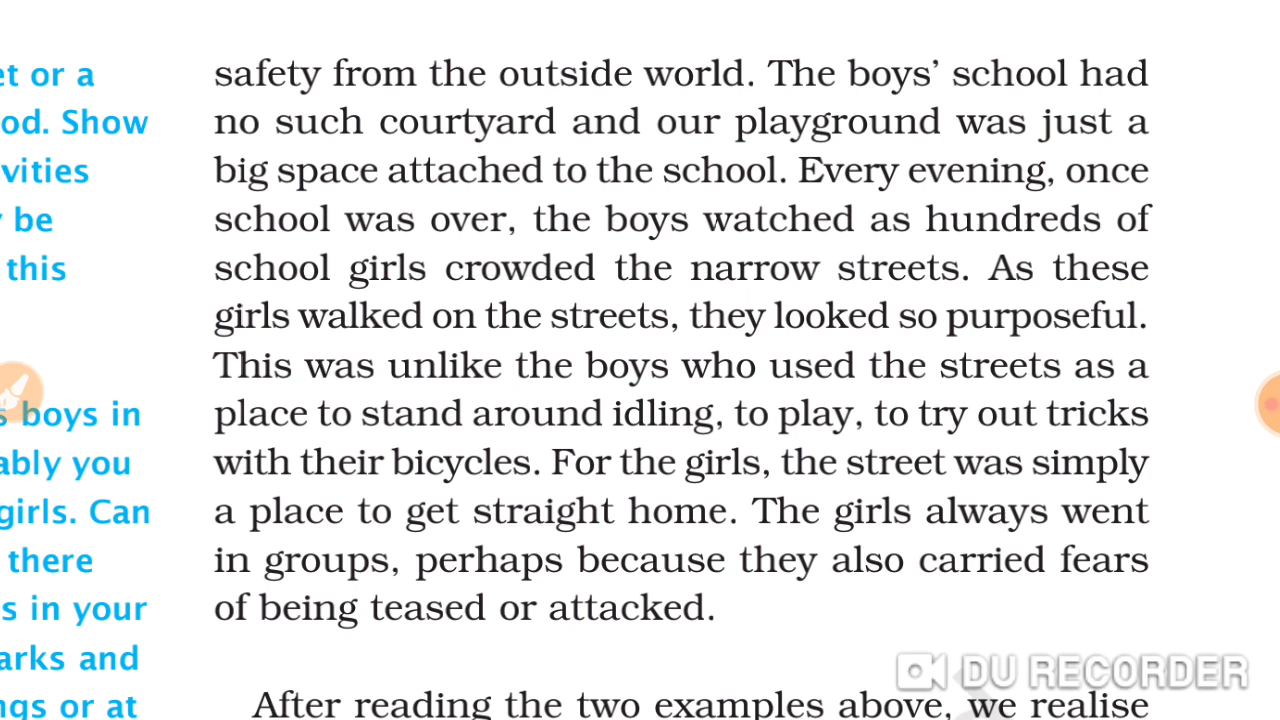 et or a
od. Show
vities
y be
this
s boys in
ably you
girls. Can
there
s in your
arks and
ngs or at
safety from the outside world. The boys' school had
no such courtyard and our playground was just a
big space attached to the school. Every evening, once
school was over, the boys watched as hundreds of
school girls crowded the narrow streets. As these
girls walked on the streets, they looked so purposeful.
This was unlike the boys who used the streets as a
place to stand around idling, to play, to try out tricks
with their bicycles. For the girls, the street was simply
a place to get straight home. The girls always went
in groups, perhaps because they also carried fears
of being teased or attacked.
After reading the two examples above, we realise
DU RECORDER